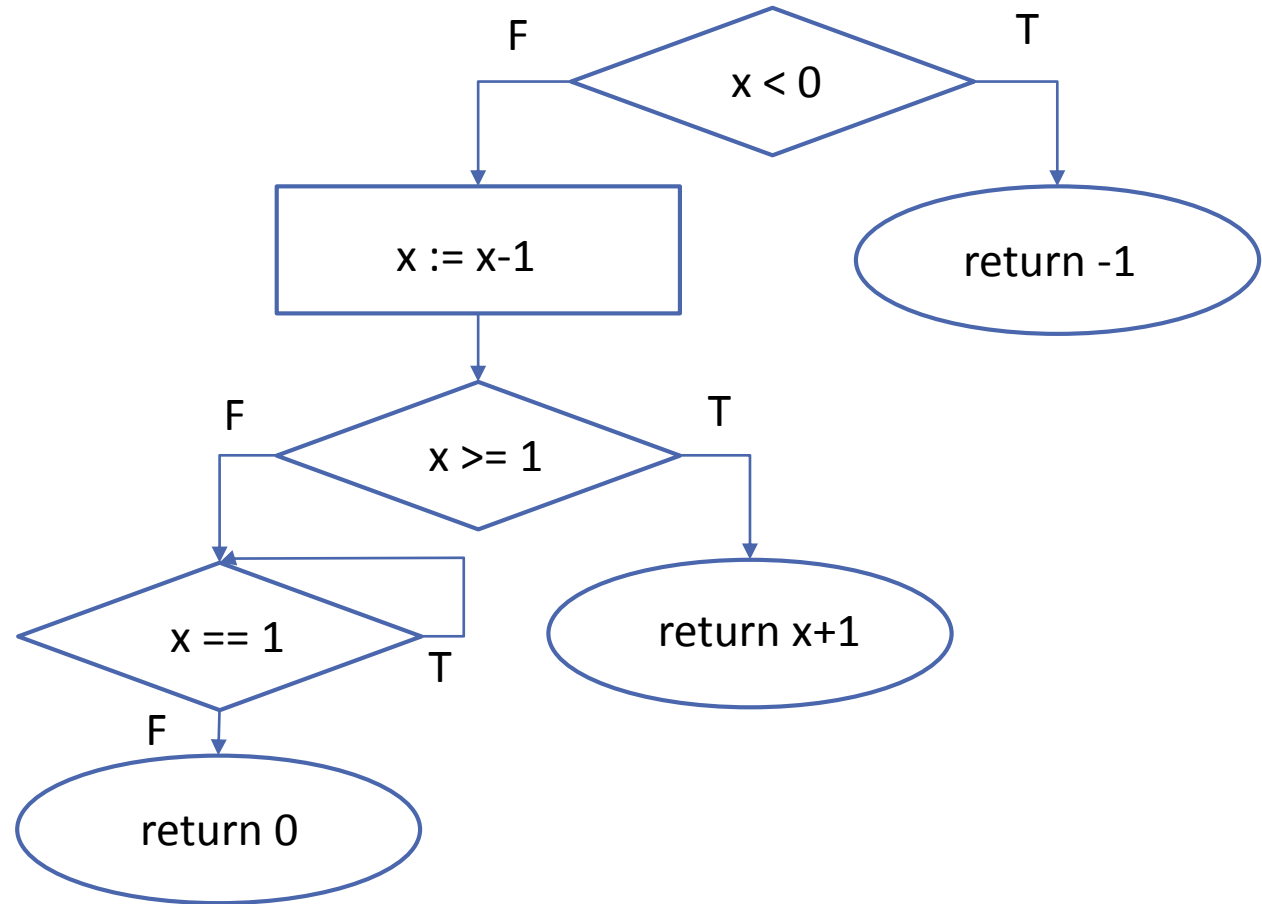 F
T
x < 0
x := x-1
return -1
F
T
x >= 1
x == 1
T
return x+1
F
return 0